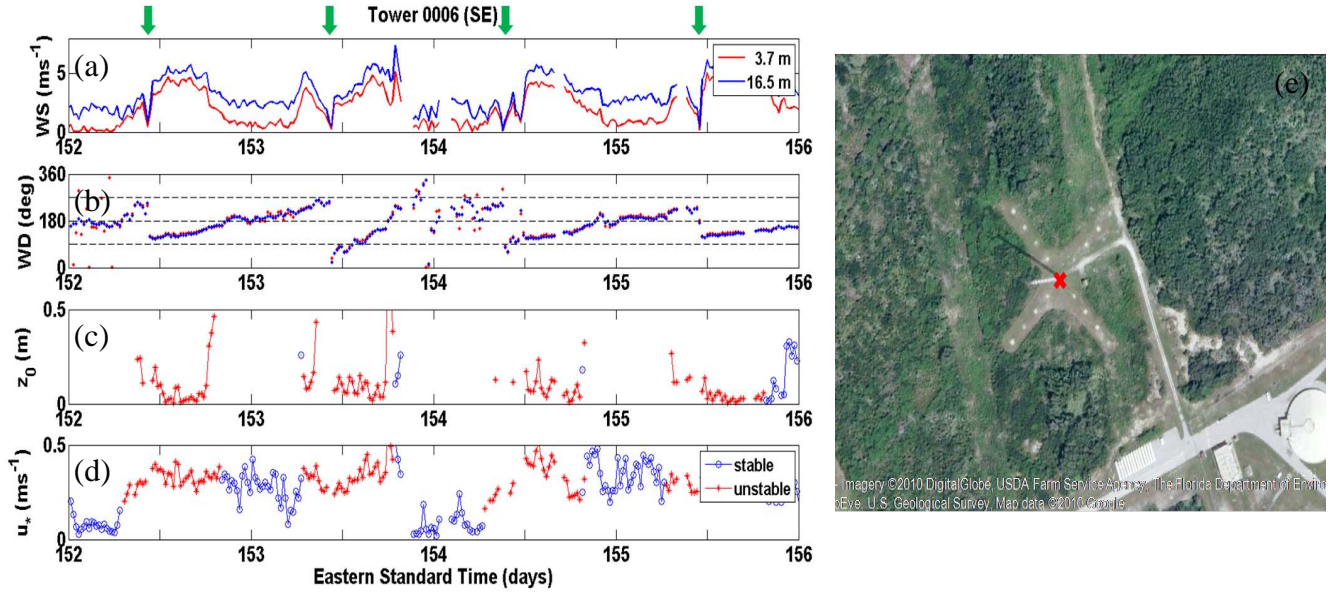 Tower 0006 (SE)
(a)
WS (ms-1)
5
0
3.7 m
16.5 m
152 153 154 155 156
(b)
WD (deg)
360
180
0
152 153 154 155 156
(c)
z0 (m)
0.5
0
152 153 154 155 156
(d)
u* (ms-1)
0.5
0
stable
unstable
152 153 154 155 156
Eastern Standard Time (days)
(e)
- Imagery ©2010 DigitalGlobe, USDA Farm Service Agency, The Florida Department of Enviro
oEye, U.S. Geological Survey, Map data ©2010 Google